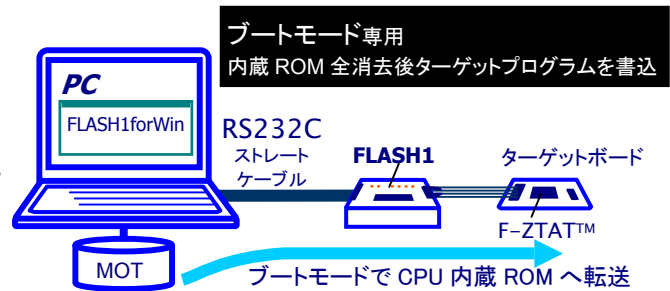 ブートモード専用
内蔵 ROM 全消去後ターゲットプログラムを書込
PC
FLASH1forWin
RS232C
ストレート
ケーブル
FLASH1
ターゲットボード
F-ZTAT™
MOT
ブートモードで CPU 内蔵 ROM へ転送